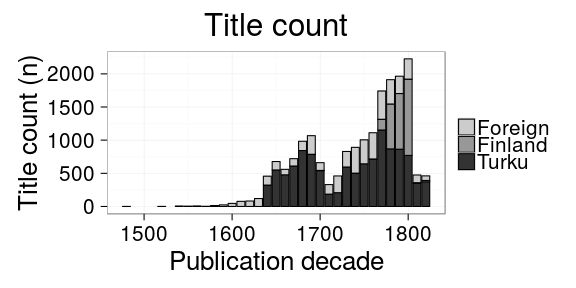 Title count
Title count (n)
2000
1500
1000
500
0
1500 1600 1700 1800
Publication decade
Foreign
Finland
Turku